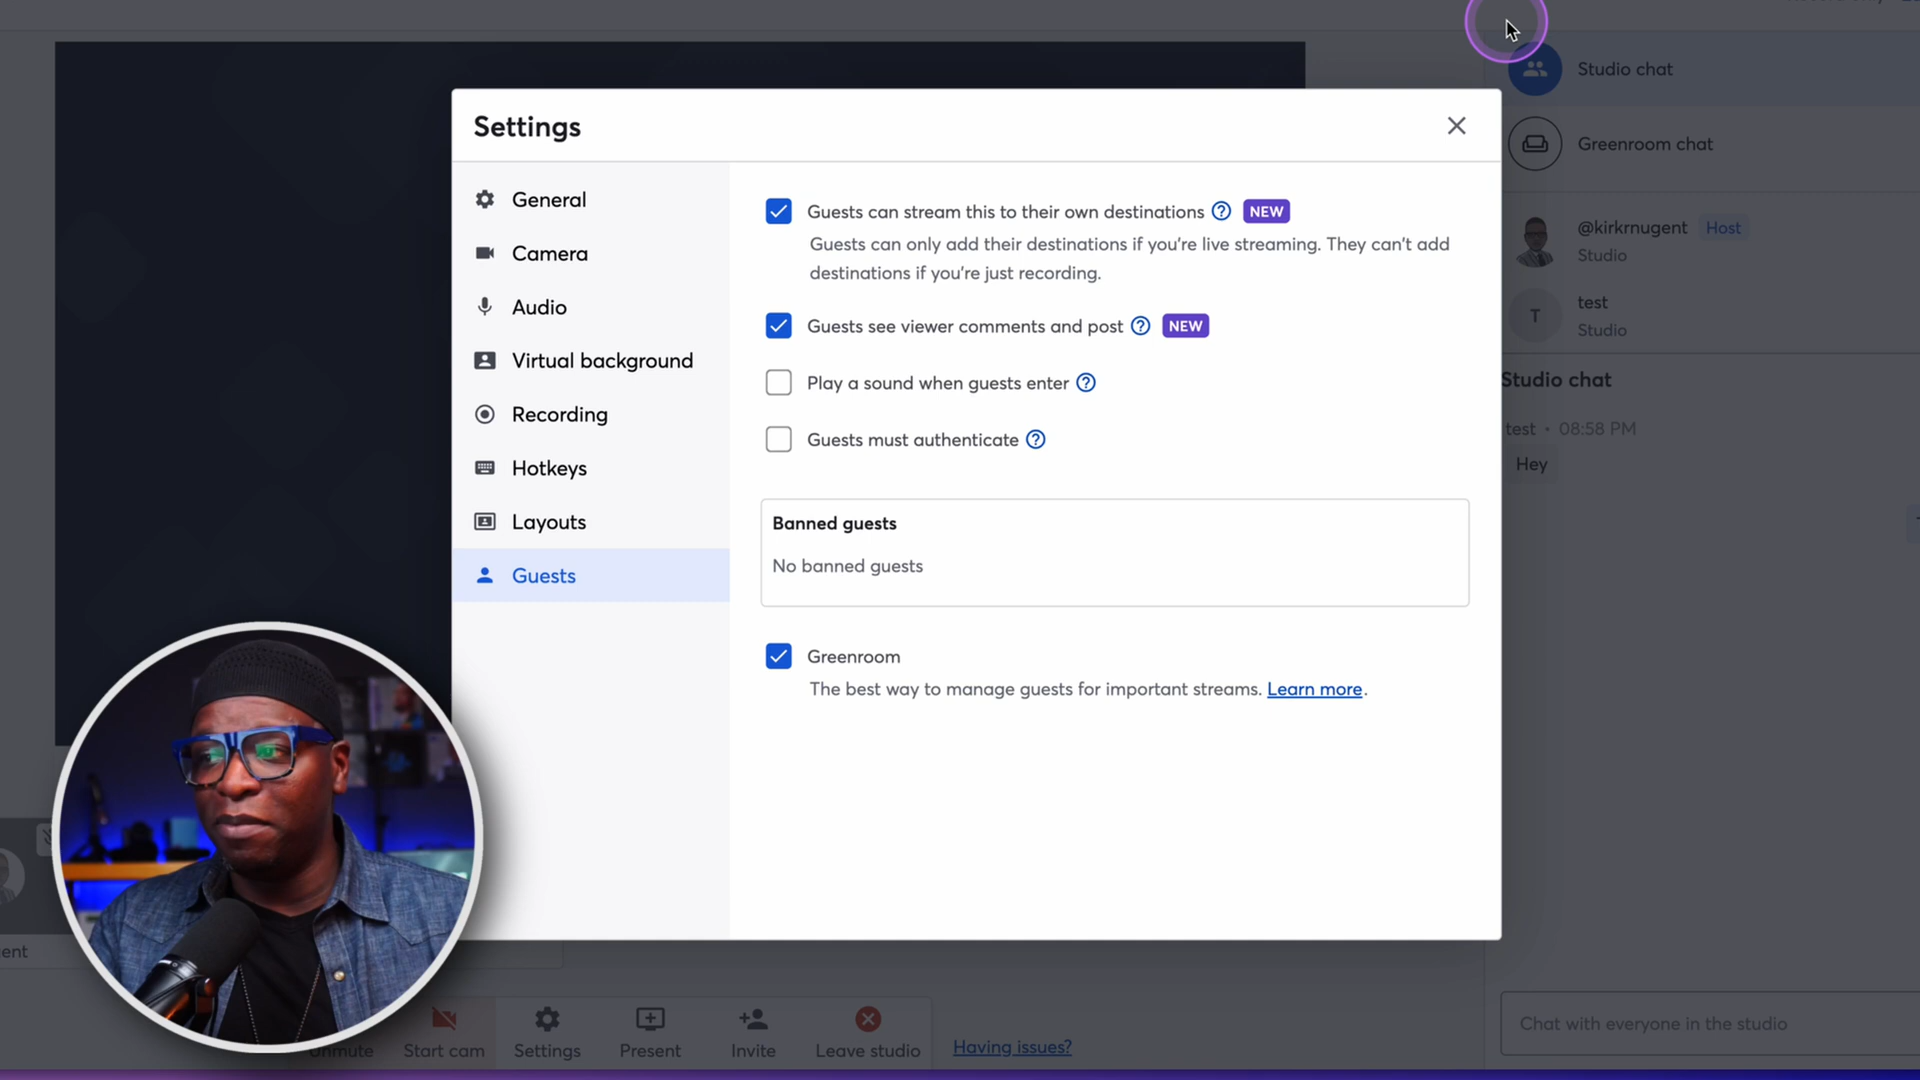 Settings
General
Camera
Audio
Virtual background
Recording
Hotkeys
Layouts
Guests
Guests can stream this to their own destinations ? NEW
Guests can only add their destinations if you're live streaming. They can't add
destinations if you're just recording.
Guests see viewer comments and post ? NEW
Play a sound when guests enter ?
Guests must authenticate ?
Banned guests
No banned guests
Greenroom
The best way to manage guests for important streams. Learn more.
Studio chat
Greenroom chat
@kirkrnugent Host
Studio
T
test
Studio
Studio chat
test • 08:58 PM
Hey
Chat with everyone in the studio
ent
Unmute
Start cam
Settings
Present
Invite
Leave studio
Having issues?